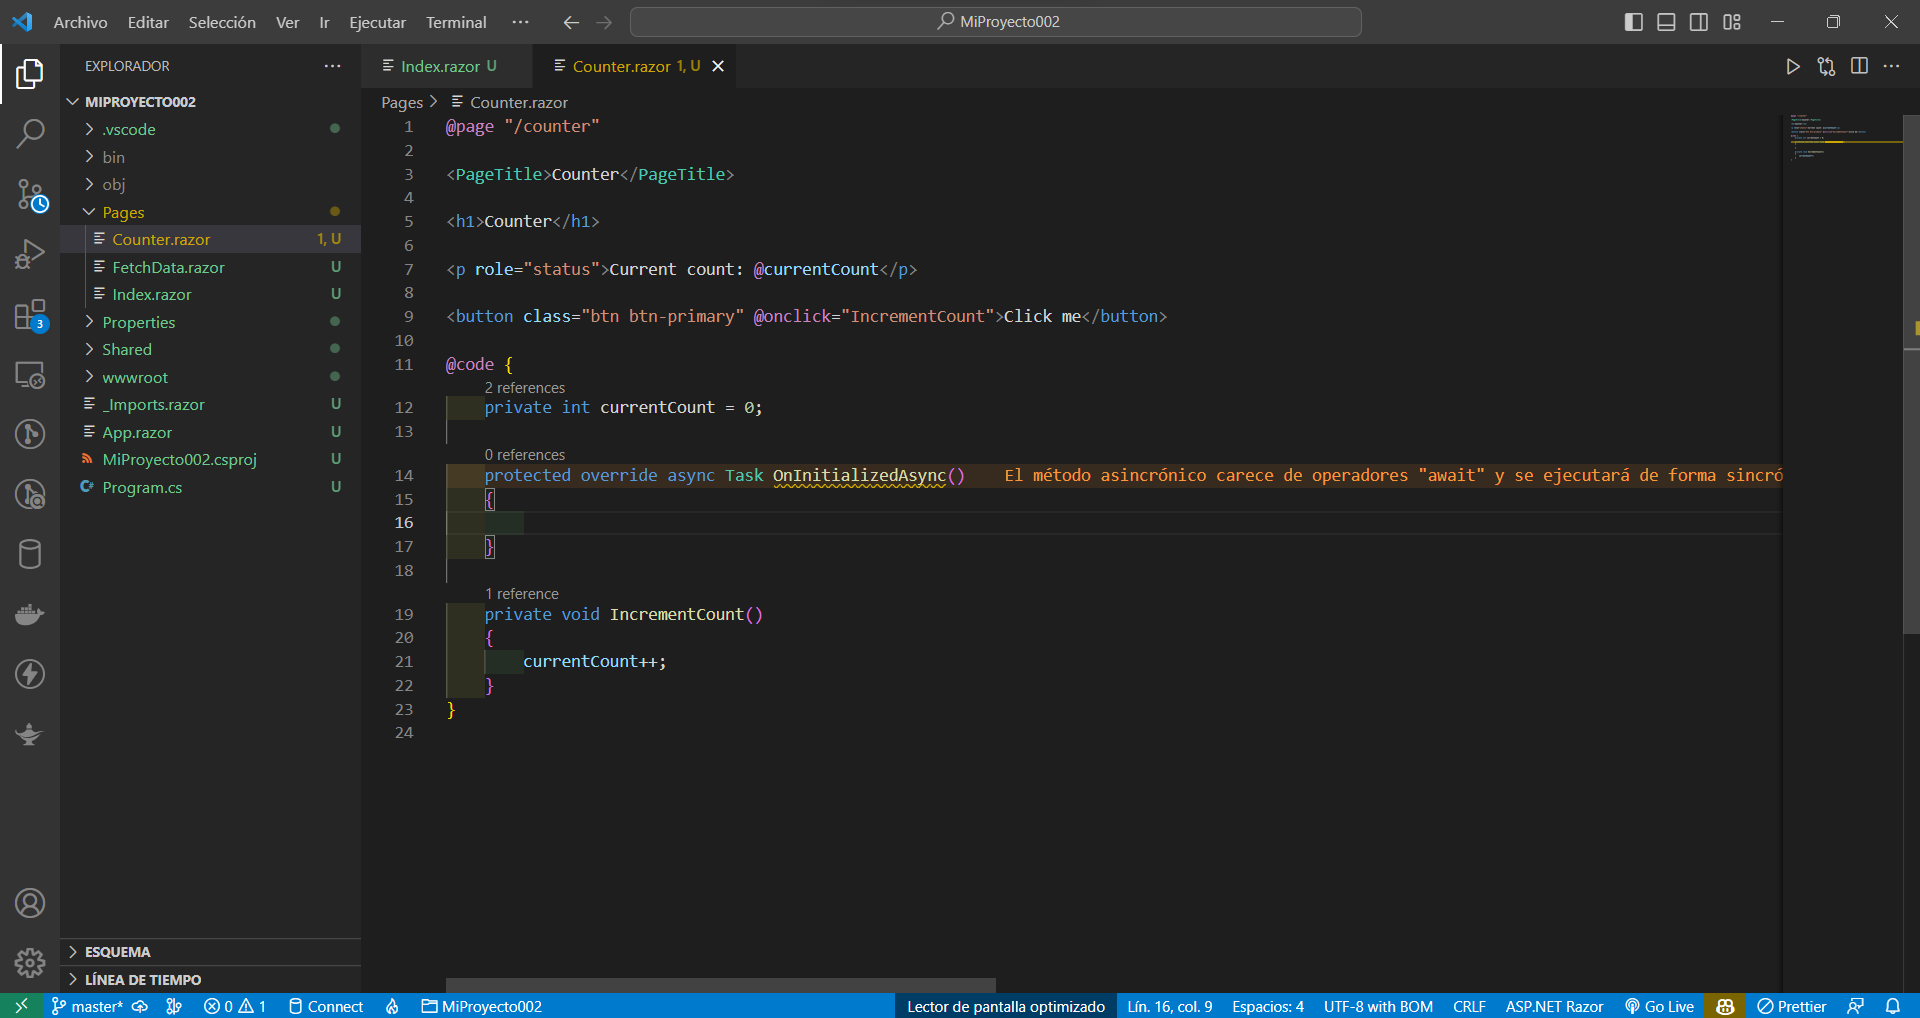 Archivo Editar Selección Ver Ir Ejecutar Terminal ··· MiProyecto002
EXPLORADOR ···
MIPROYECTO002
.vscode
bin
obj
Pages
Counter.razor 1, U
FetchData.razor U
Index.razor U
Properties
Shared
wwwroot
_Imports.razor U
App.razor U
MiProyecto002.csproj U
C# Program.cs U
ESQUEMA
LÍNEA DE TIEMPO
3
Index.razor U Counter.razor 1, U
Pages > Counter.razor
1 @page "/counter"
2
3 <PageTitle>Counter</PageTitle>
4
5 <h1>Counter</h1>
6
7 <p role="status">Current count: @currentCount</p>
8
9 <button class="btn btn-primary" @onclick="IncrementCount">Click me</button>
10
11 @code {
2 references
12 private int currentCount = 0;
13
0 references
14 protected override async Task OnInitializedAsync() El método asincrónico carece de operadores "await" y se ejecutará de forma sincró
15 {
16
17 }
18
1 reference
19 private void IncrementCount()
20 {
21 currentCount++;
22 }
23 }
24
master* 0 1 Connect MiProyecto002 Lector de pantalla optimizado Lín. 16, col. 9 Espacios: 4 UTF-8 with BOM CRLF ASP.NET Razor Go Live Prettier